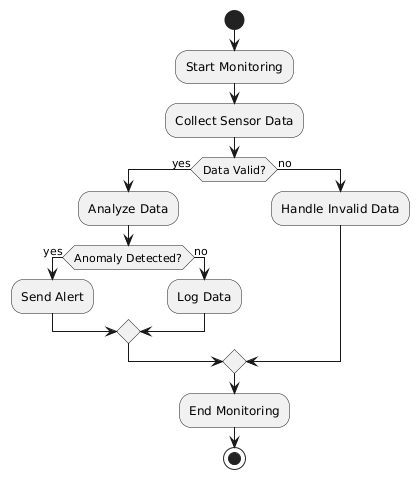 Start Monitoring
Collect Sensor Data
yes
Data Valid?
no
Analyze Data
Handle Invalid Data
yes
Anomaly Detected?
no
Send Alert
Log Data
End Monitoring